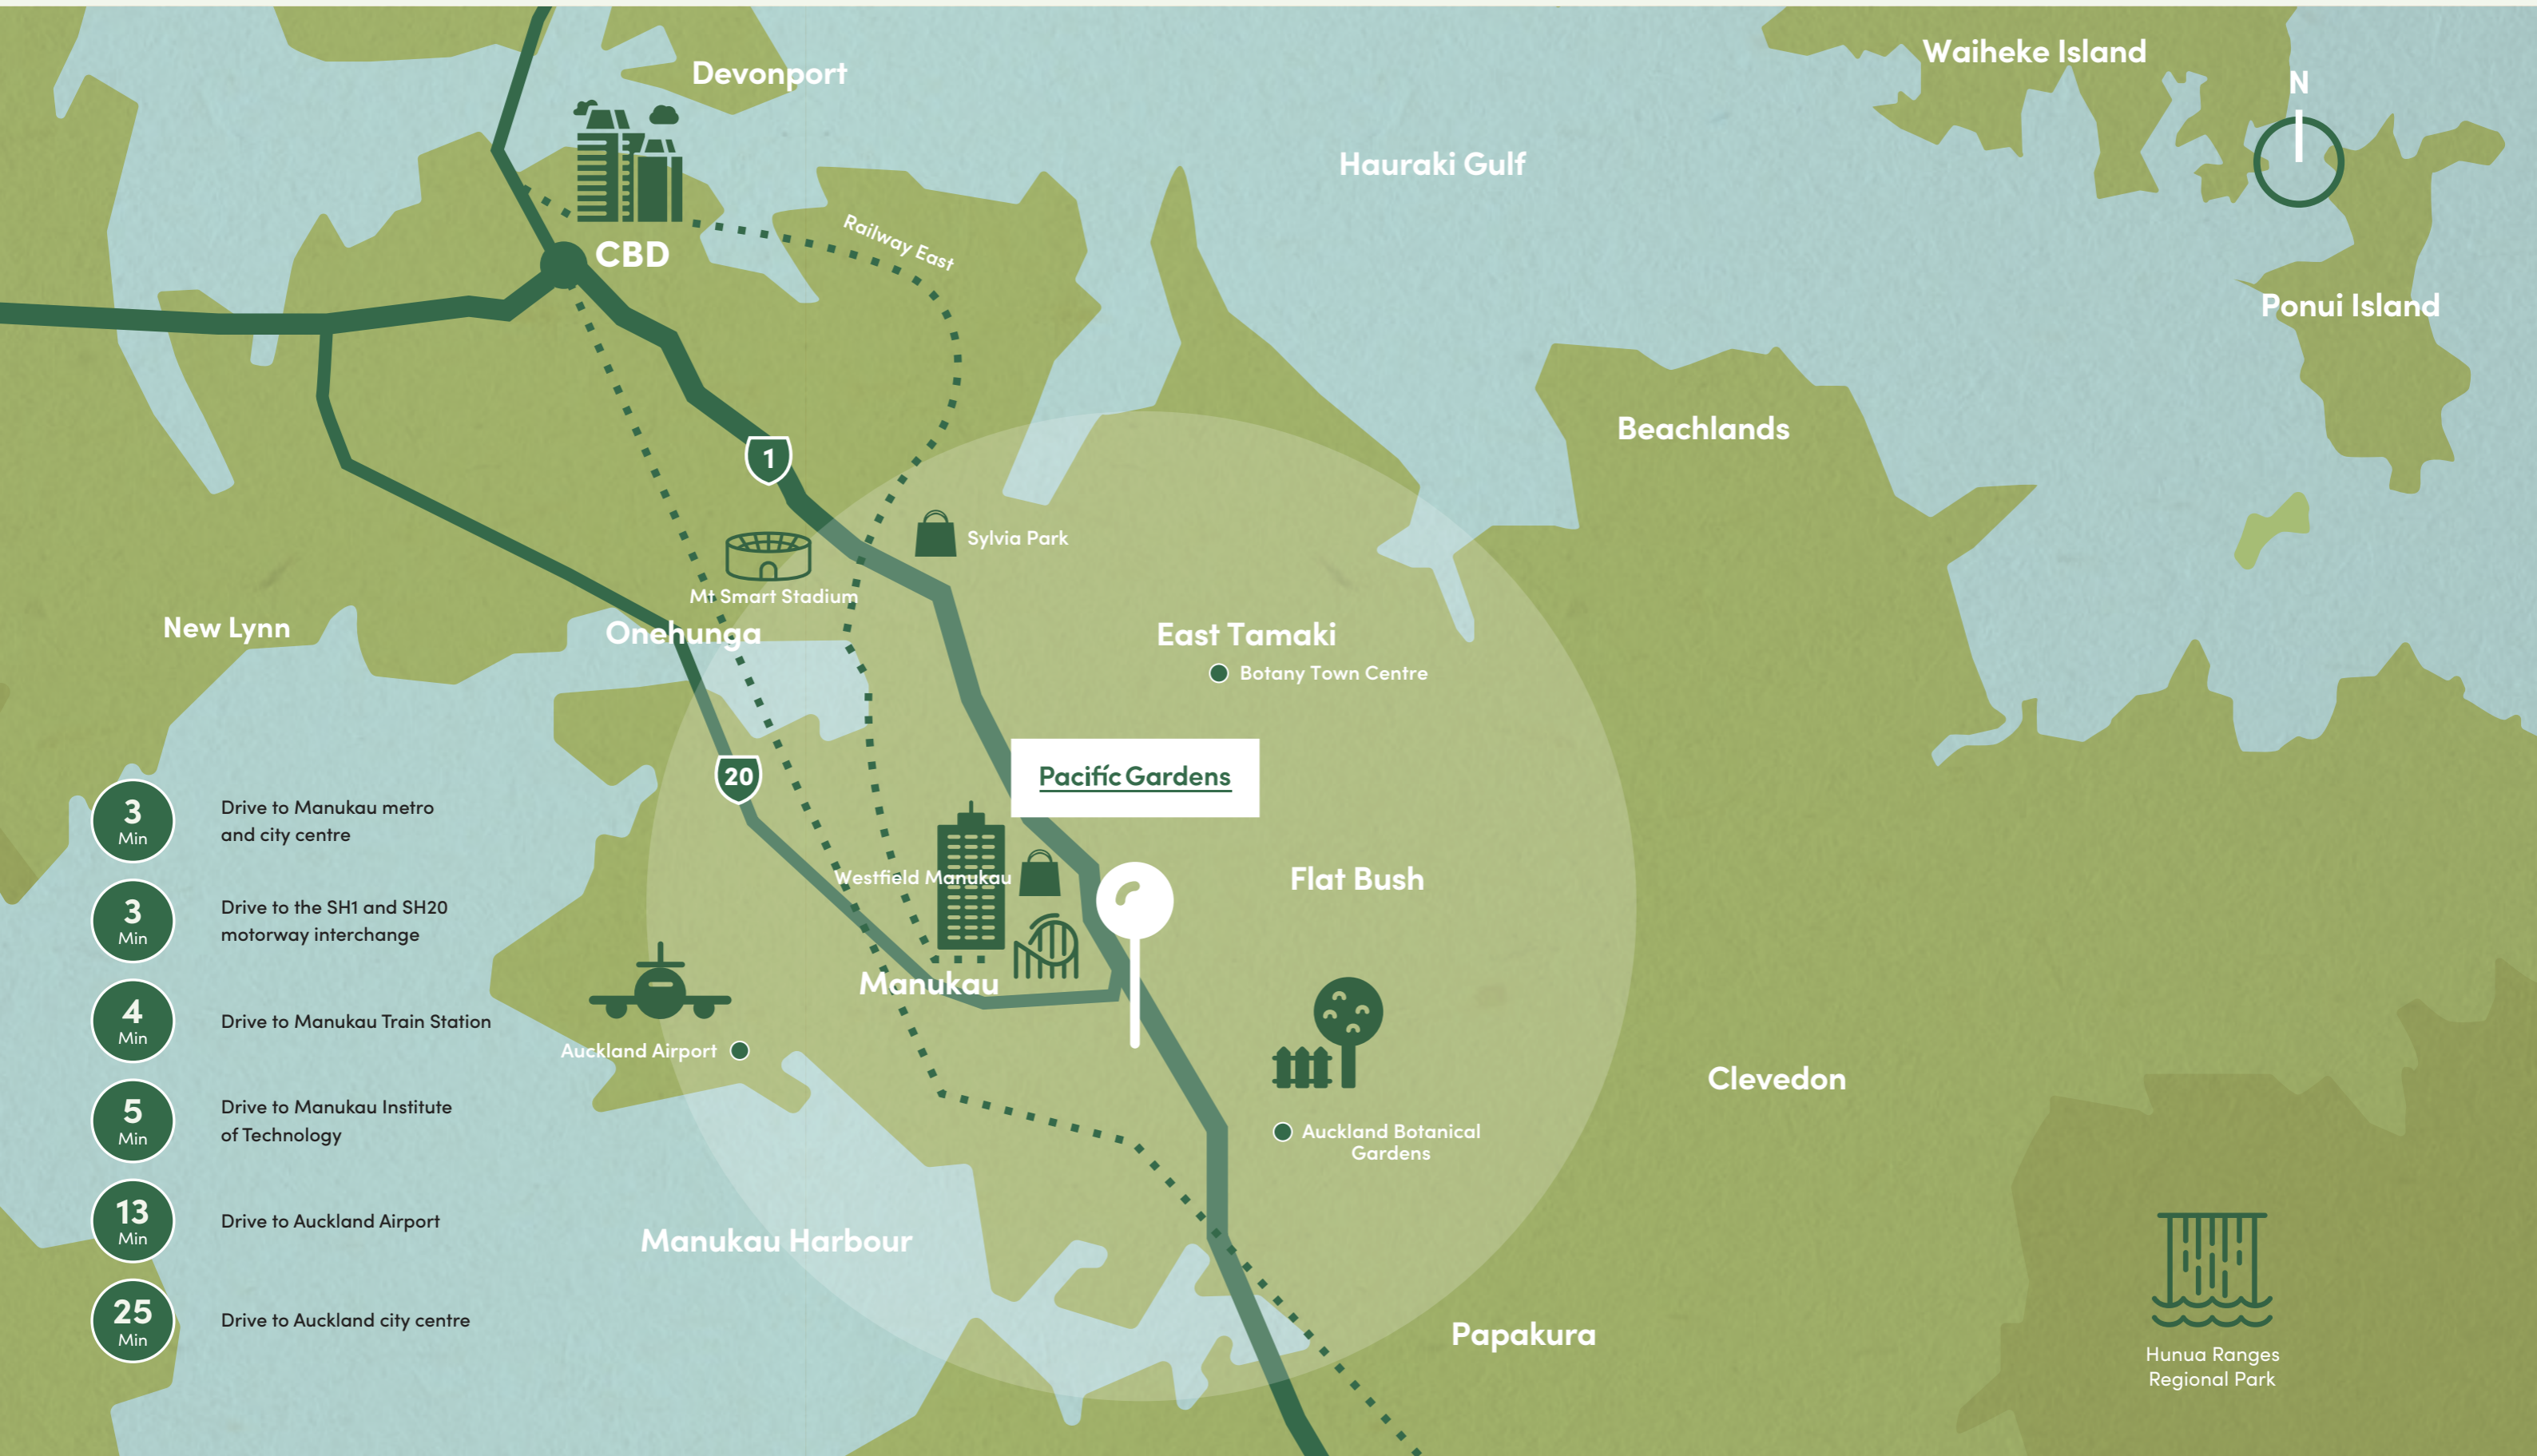 Waiheke Island
Devonport
N
Hauraki Gulf
Railway East
CBD
Ponui Island
Beachlands
1
Sylvia Park
Mt Smart Stadium
New Lynn
Onehunga
East Tamaki
Botany Town Centre
20
Pacific Gardens
Westfield Manukau
Flat Bush
Manukau
Auckland Airport
Clevedon
Auckland Botanical
Gardens
Manukau Harbour
Papakura
Hunua Ranges
Regional Park
3
Min
Drive to Manukau metro
and city centre
3
Min
Drive to the SH1 and SH20
motorway interchange
4
Min
Drive to Manukau Train Station
5
Min
Drive to Manukau Institute
of Technology
13
Min
Drive to Auckland Airport
25
Min
Drive to Auckland city centre